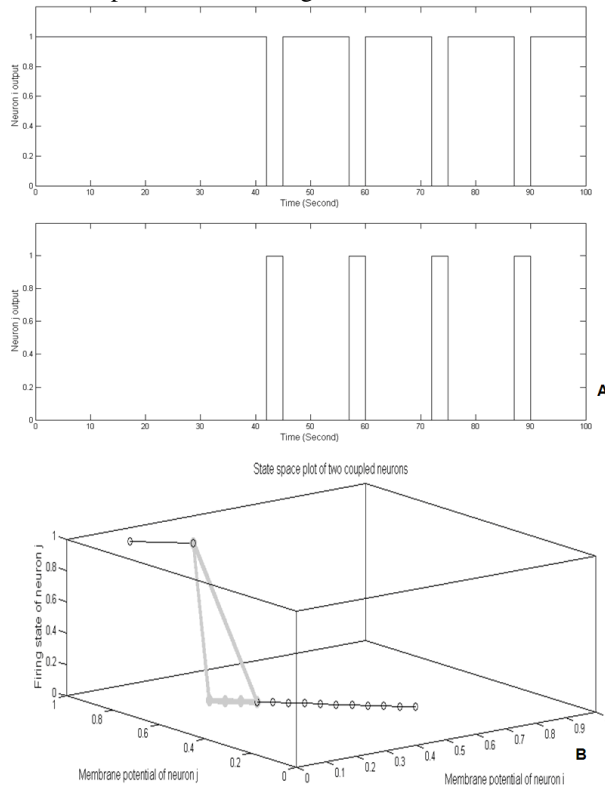 1
0.8
0.6
0.4
0.2
0
Neuron i output
0 10 20 30 40 50 60 70 80 90 100
Time (Second)
1
0.8
0.6
0.4
0.2
0
Neuron j output
0 10 20 30 40 50 60 70 80 90 100
Time (Second)
A
State space plot of two coupled neurons
1
0.8
0.6
0.4
0.2
0
Firing state of neuron j
1
0.8
0.6
0.4
0.2
0
Membrane potential of neuron j
0
0.1
0.2
0.3
0.4
0.5
0.6
0.7
0.8
0.9
Membrane potential of neuron i
B